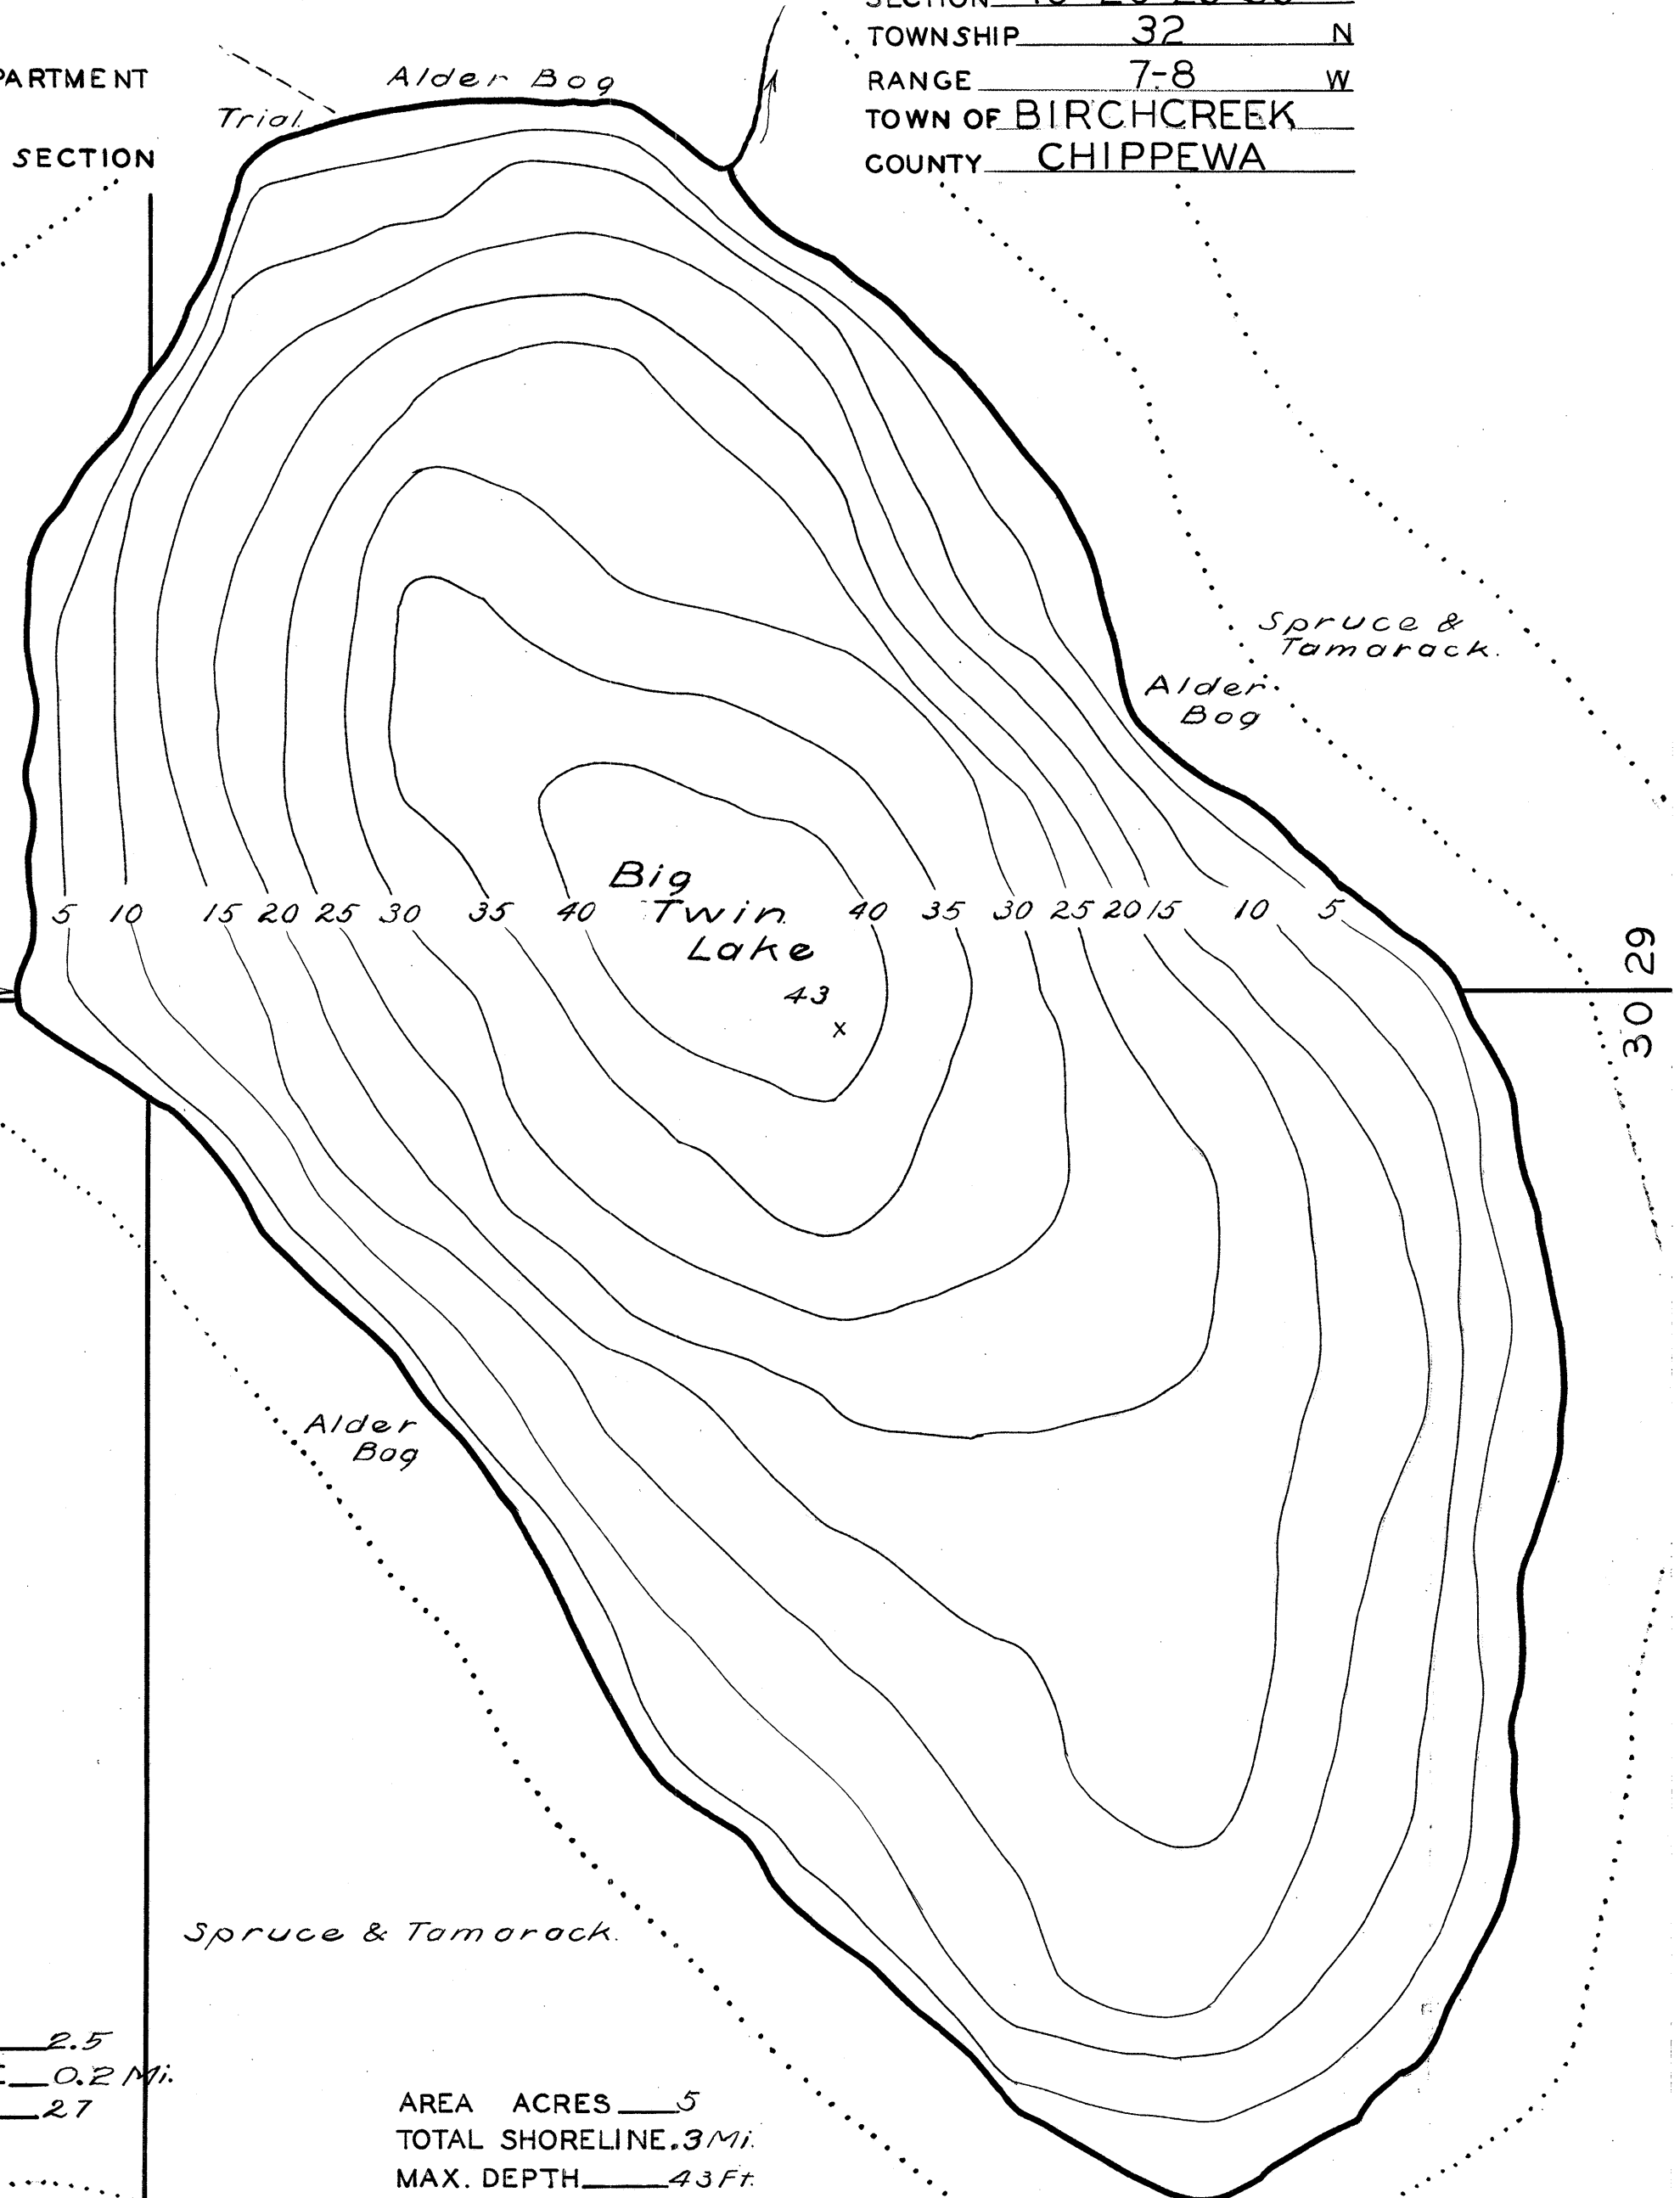 TOWNSHIP 32 N
PARTMENT
RANGE 7-8 W
TOWN OF BIRCHCREEK
SECTION
COUNTY CHIPPEWA
Alder Bog
Trial
Spruce &
Tamarack.
Alder
Bog
Big
Twin
Lake
5 10 15 20 25 30 35 40 40 35 30 25 20 15 10 5
43
x
29
30
Alder
Bog
Spruce & Tamarack.
2.5
0.2 Mi.
27
AREA ACRES 5
TOTAL SHORELINE .3 Mi.
MAX. DEPTH 43 Ft.